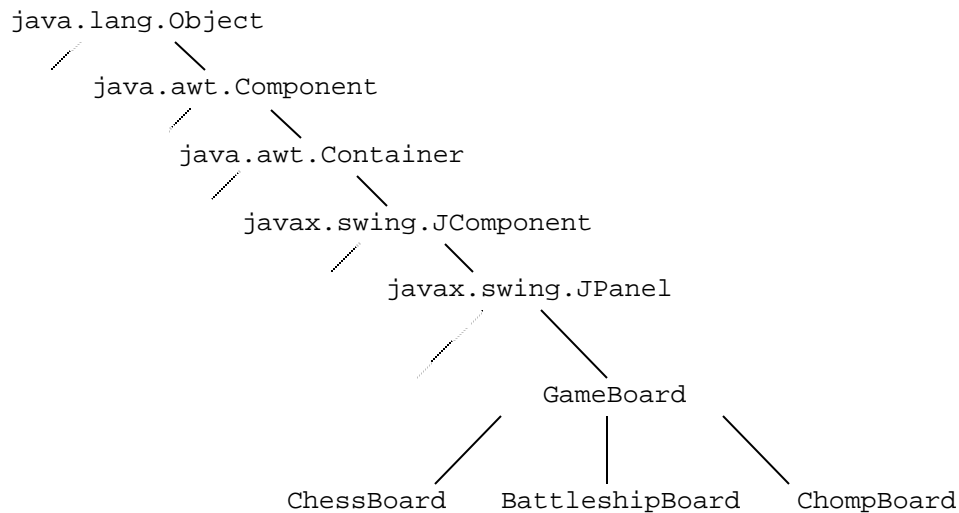 java.lang.Object
java.awt.Component
java.awt.Container
javax.swing.JComponent
javax.swing.JPanel
GameBoard
ChessBoard BattleshipBoard ChompBoard